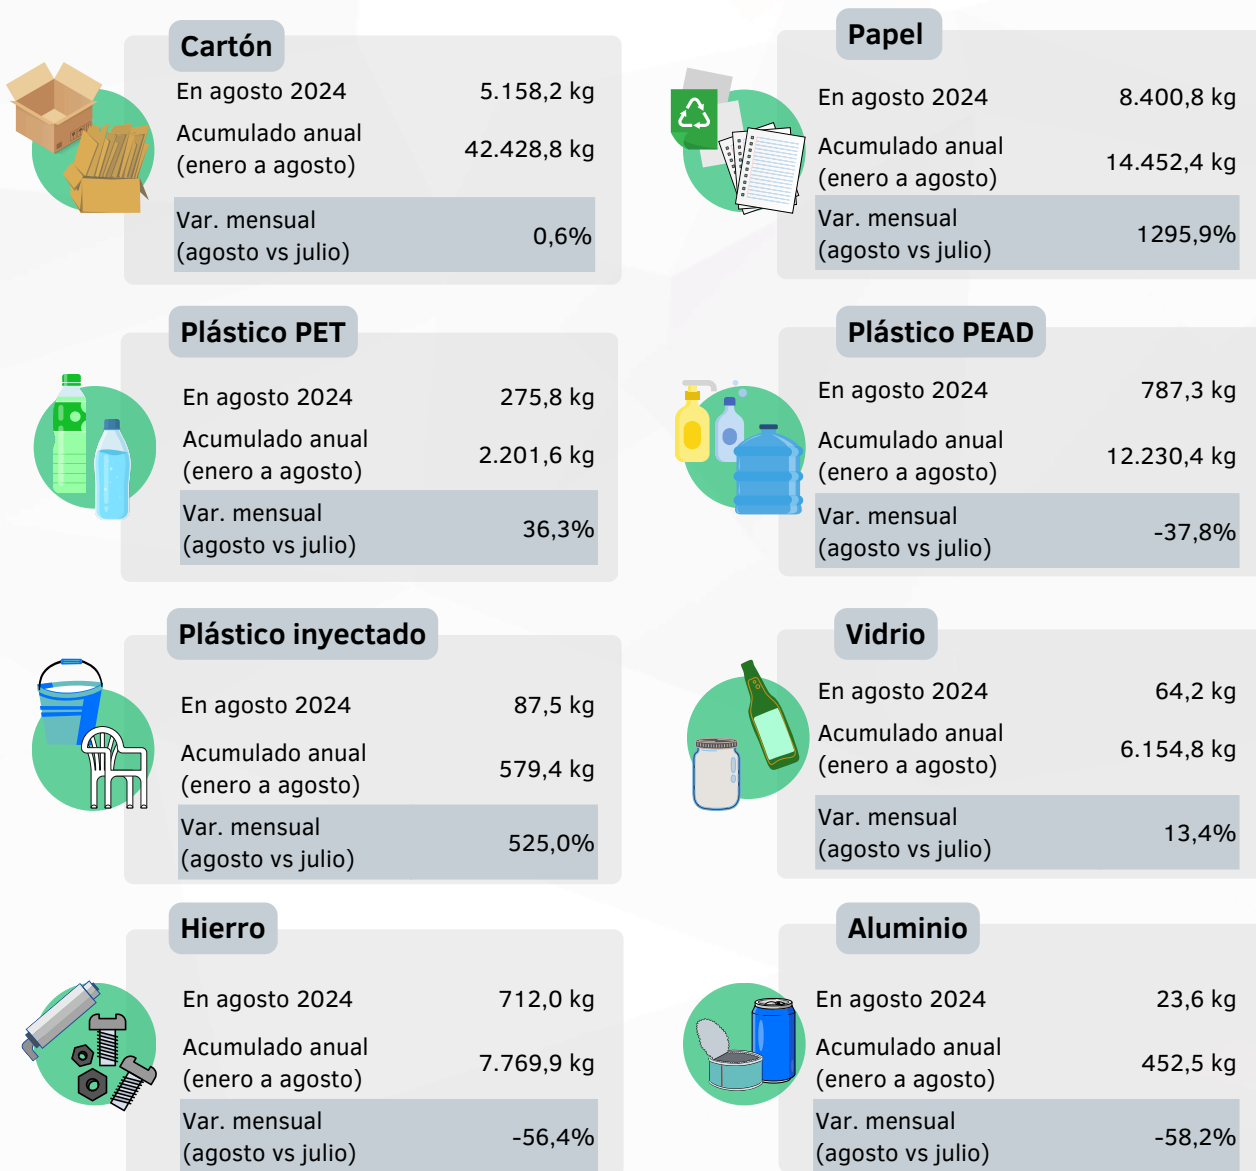 Cartón
En agosto 2024 5.158,2 kg
Acumulado anual
(enero a agosto) 42.428,8 kg
Var. mensual
(agosto vs julio) 0,6%
Papel
En agosto 2024 8.400,8 kg
Acumulado anual
(enero a agosto) 14.452,4 kg
Var. mensual
(agosto vs julio) 1295,9%
Plástico PET
En agosto 2024 275,8 kg
Acumulado anual
(enero a agosto) 2.201,6 kg
Var. mensual
(agosto vs julio) 36,3%
Plástico PEAD
En agosto 2024 787,3 kg
Acumulado anual
(enero a agosto) 12.230,4 kg
Var. mensual
(agosto vs julio) -37,8%
Plástico inyectado
En agosto 2024 87,5 kg
Acumulado anual
(enero a agosto) 579,4 kg
Var. mensual
(agosto vs julio) 525,0%
Vidrio
En agosto 2024 64,2 kg
Acumulado anual
(enero a agosto) 6.154,8 kg
Var. mensual
(agosto vs julio) 13,4%
Hierro
En agosto 2024 712,0 kg
Acumulado anual
(enero a agosto) 7.769,9 kg
Var. mensual
(agosto vs julio) -56,4%
Aluminio
En agosto 2024 23,6 kg
Acumulado anual
(enero a agosto) 452,5 kg
Var. mensual
(agosto vs julio) -58,2%